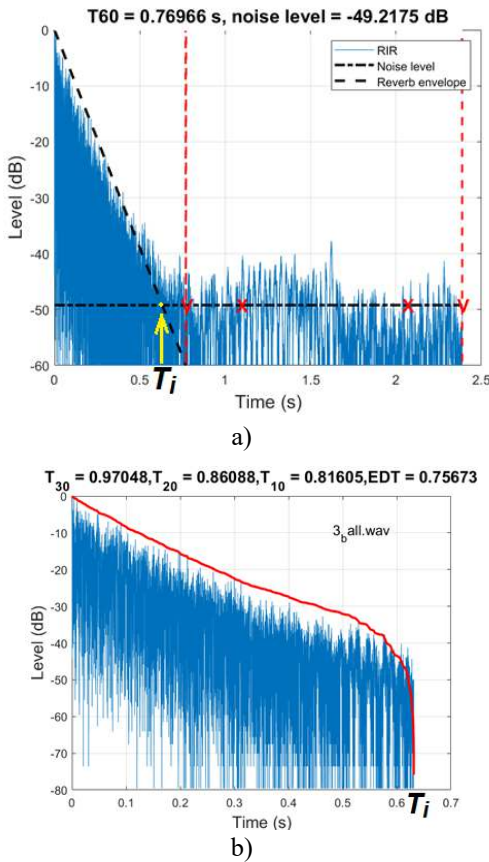 T60 = 0.76966 s, noise level = -49.2175 dB
RIR
Noise level
Reverb envelope
Level (dB)
0
-10
-20
-30
-40
-50
-60
v
x
x
v
T_i
0
0.5
1
1.5
2
2.5
Time (s)
a)
T_30 = 0.97048,T_20 = 0.86088,T_10 = 0.81605,EDT = 0.75673
3_ball.wav
Level (dB)
0
-10
-20
-30
-40
-50
-60
-70
-80
0
0.1
0.2
0.3
0.4
0.5
0.6
0.7
T_i
Time (s)
b)